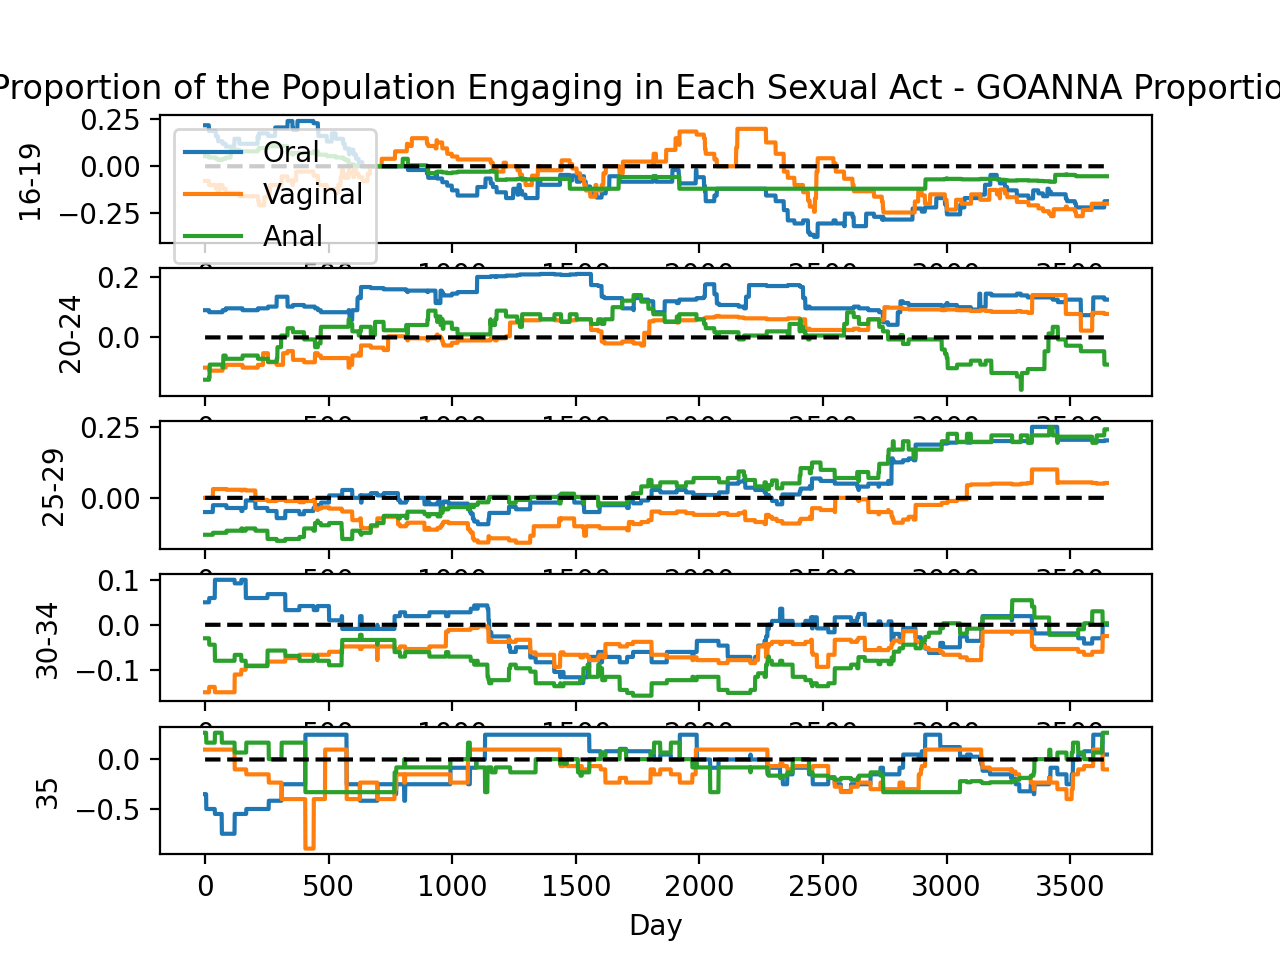 Proportion of the Population Engaging in Each Sexual Act - GOANNA Proportio
0.25
0.00
−0.25
16-19
Oral
Vaginal
Anal
0.2
0.0
20-24
0.25
0.00
25-29
0.1
0.0
−0.1
30-34
0.0
−0.5
35
0 500 1000 1500 2000 2500 3000 3500
Day